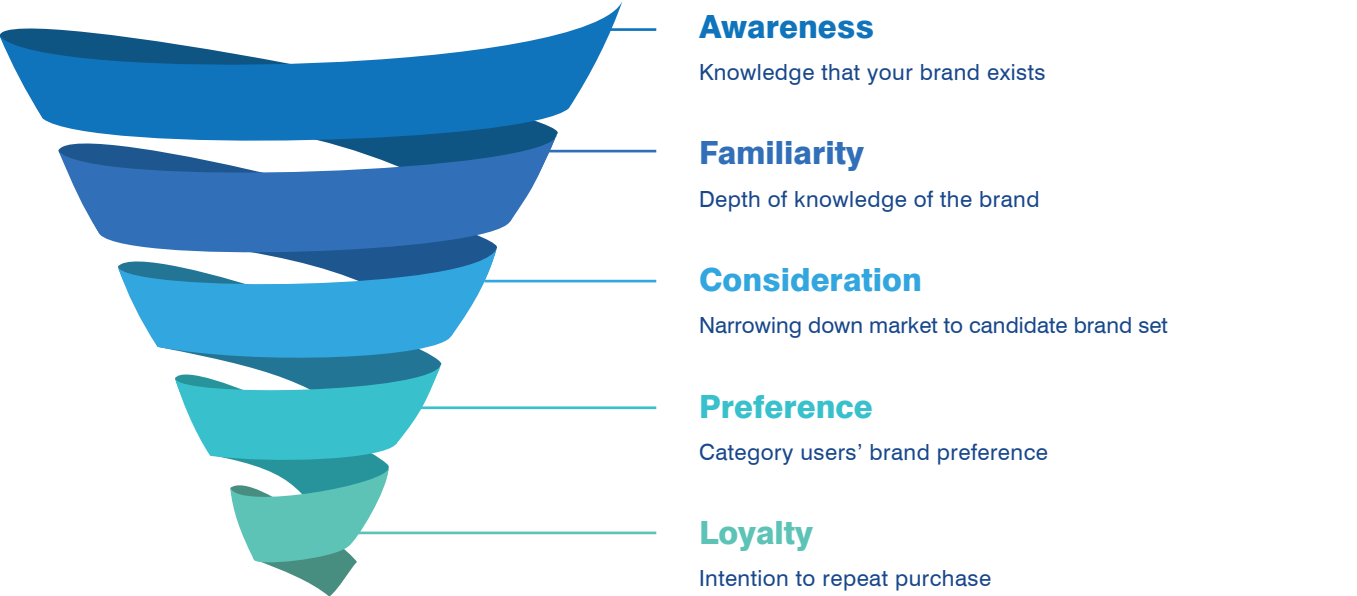 Awareness
Knowledge that your brand exists
Familiarity
Depth of knowledge of the brand
Consideration
Narrowing down market to candidate brand set
Preference
Category users’ brand preference
Loyalty
Intention to repeat purchase